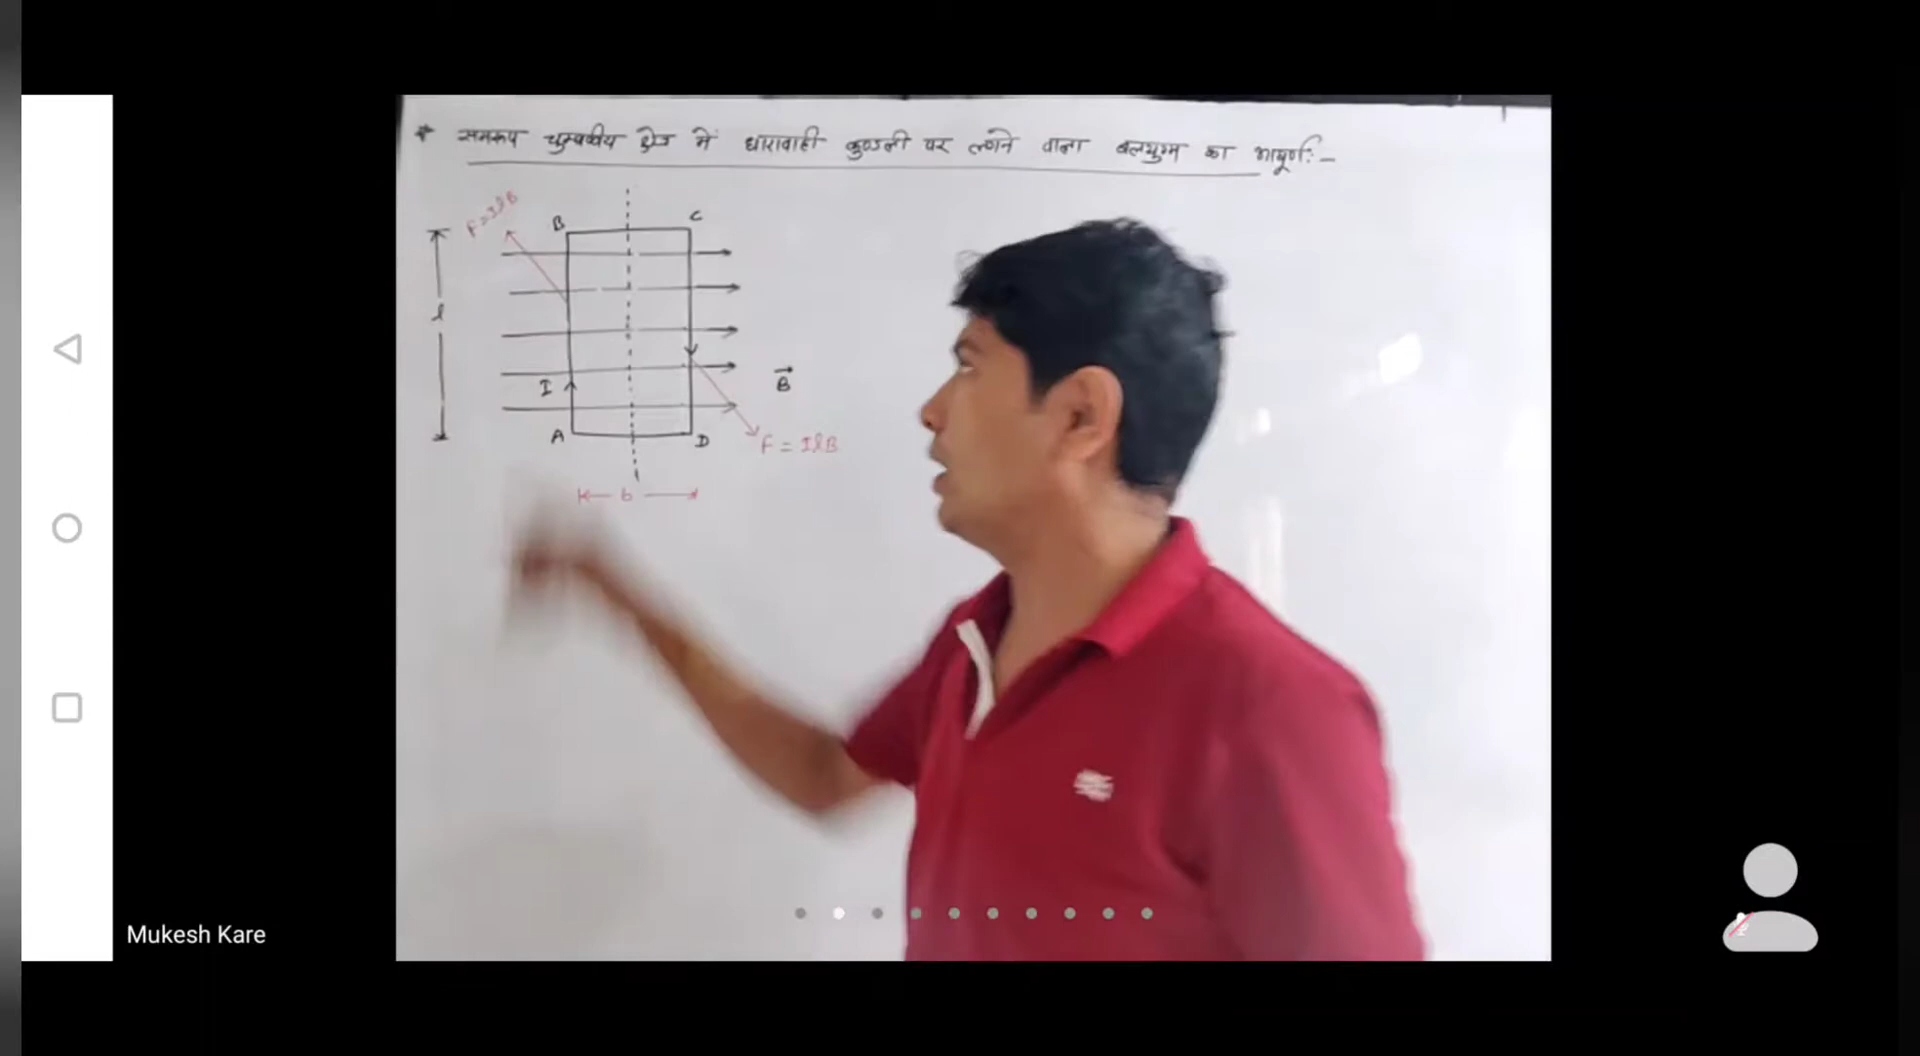 * समरूप चुम्बकीय क्षेत्र में धारावाही कुण्डली पर लगने वाला बलयुग्म का आघूर्ण:-
F=IlB
B C
l
I
B⃗
A D
F = IlB
b
Mukesh Kare